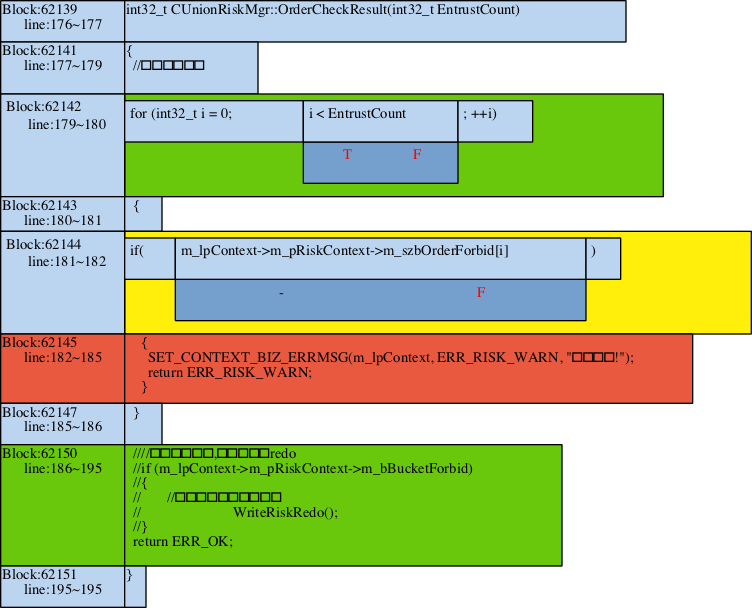 Block:62139 int32_t CUnionRiskMgr::OrderCheckResult(int32_t EntrustCount)
line:176~177
Block:62141 {
line:177~179 //□□□□□□
Block:62142 for (int32_t i = 0; i < EntrustCount ; ++i)
line:179~180
T F
Block:62143 {
line:180~181
Block:62144 if( m_lpContext->m_pRiskContext->m_szbOrderForbid[i] )
line:181~182
- F
Block:62145 {
line:182~185 SET_CONTEXT_BIZ_ERRMSG(m_lpContext, ERR_RISK_WARN, "□□□□!");
return ERR_RISK_WARN;
}
Block:62147 }
line:185~186
Block:62150 ////□□□□□□,□□□□□redo
line:186~195 //if (m_lpContext->m_pRiskContext->m_bBucketForbid)
//{
// //□□□□□□□□□□
// WriteRiskRedo();
//}
return ERR_OK;
Block:62151 }
line:195~195